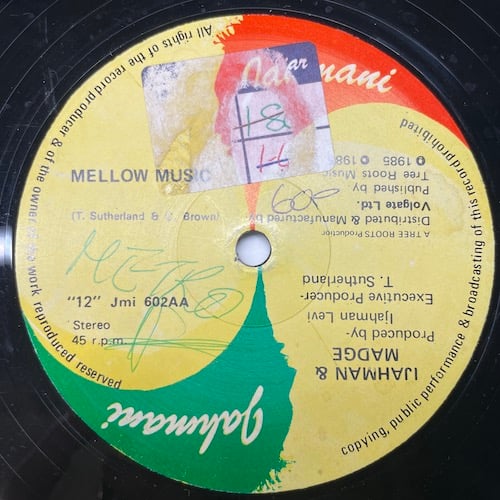 Jahmani
18
11
MELLOW MUSIC
(T. Sutherland & J. Brown)
60P
"12" Jmi 602AA
Stereo
45 r.p.m.
IJAHMAN &
MADGE
Produced by-
Ijahman Levi
Executive Producer-
T. Sutherland
A TREE ROOTS Production
Distributed & Manufactured by
Volgate Ltd.
Published by-
Tree Roots Music
℗ 1985 © 198
Jahmani
All rights of the record producer & of the owner of the work reproduced reserved
copying, public performance & broadcasting of this record prohibited